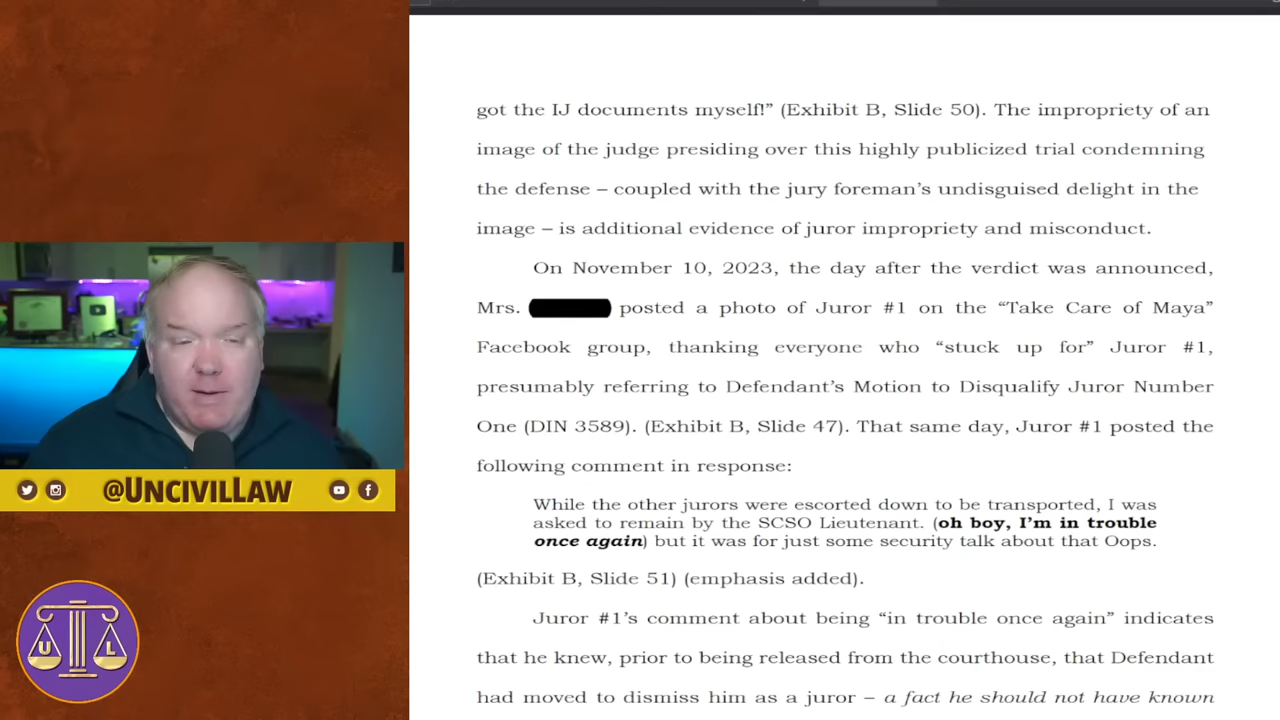 got the IJ documents myself!” (Exhibit B, Slide 50). The impropriety of an
image of the judge presiding over this highly publicized trial condemning
the defense – coupled with the jury foreman’s undisguised delight in the
image – is additional evidence of juror impropriety and misconduct.
On November 10, 2023, the day after the verdict was announced,
Mrs. posted a photo of Juror #1 on the “Take Care of Maya”
Facebook group, thanking everyone who “stuck up for” Juror #1,
presumably referring to Defendant’s Motion to Disqualify Juror Number
One (DIN 3589). (Exhibit B, Slide 47). That same day, Juror #1 posted the
following comment in response:
While the other jurors were escorted down to be transported, I was
asked to remain by the SCSO Lieutenant. (oh boy, I’m in trouble
once again) but it was for just some security talk about that Oops.
(Exhibit B, Slide 51) (emphasis added).
Juror #1’s comment about being “in trouble once again” indicates
that he knew, prior to being released from the courthouse, that Defendant
had moved to dismiss him as a juror – a fact he should not have known
@UNCIVILLAW
U L